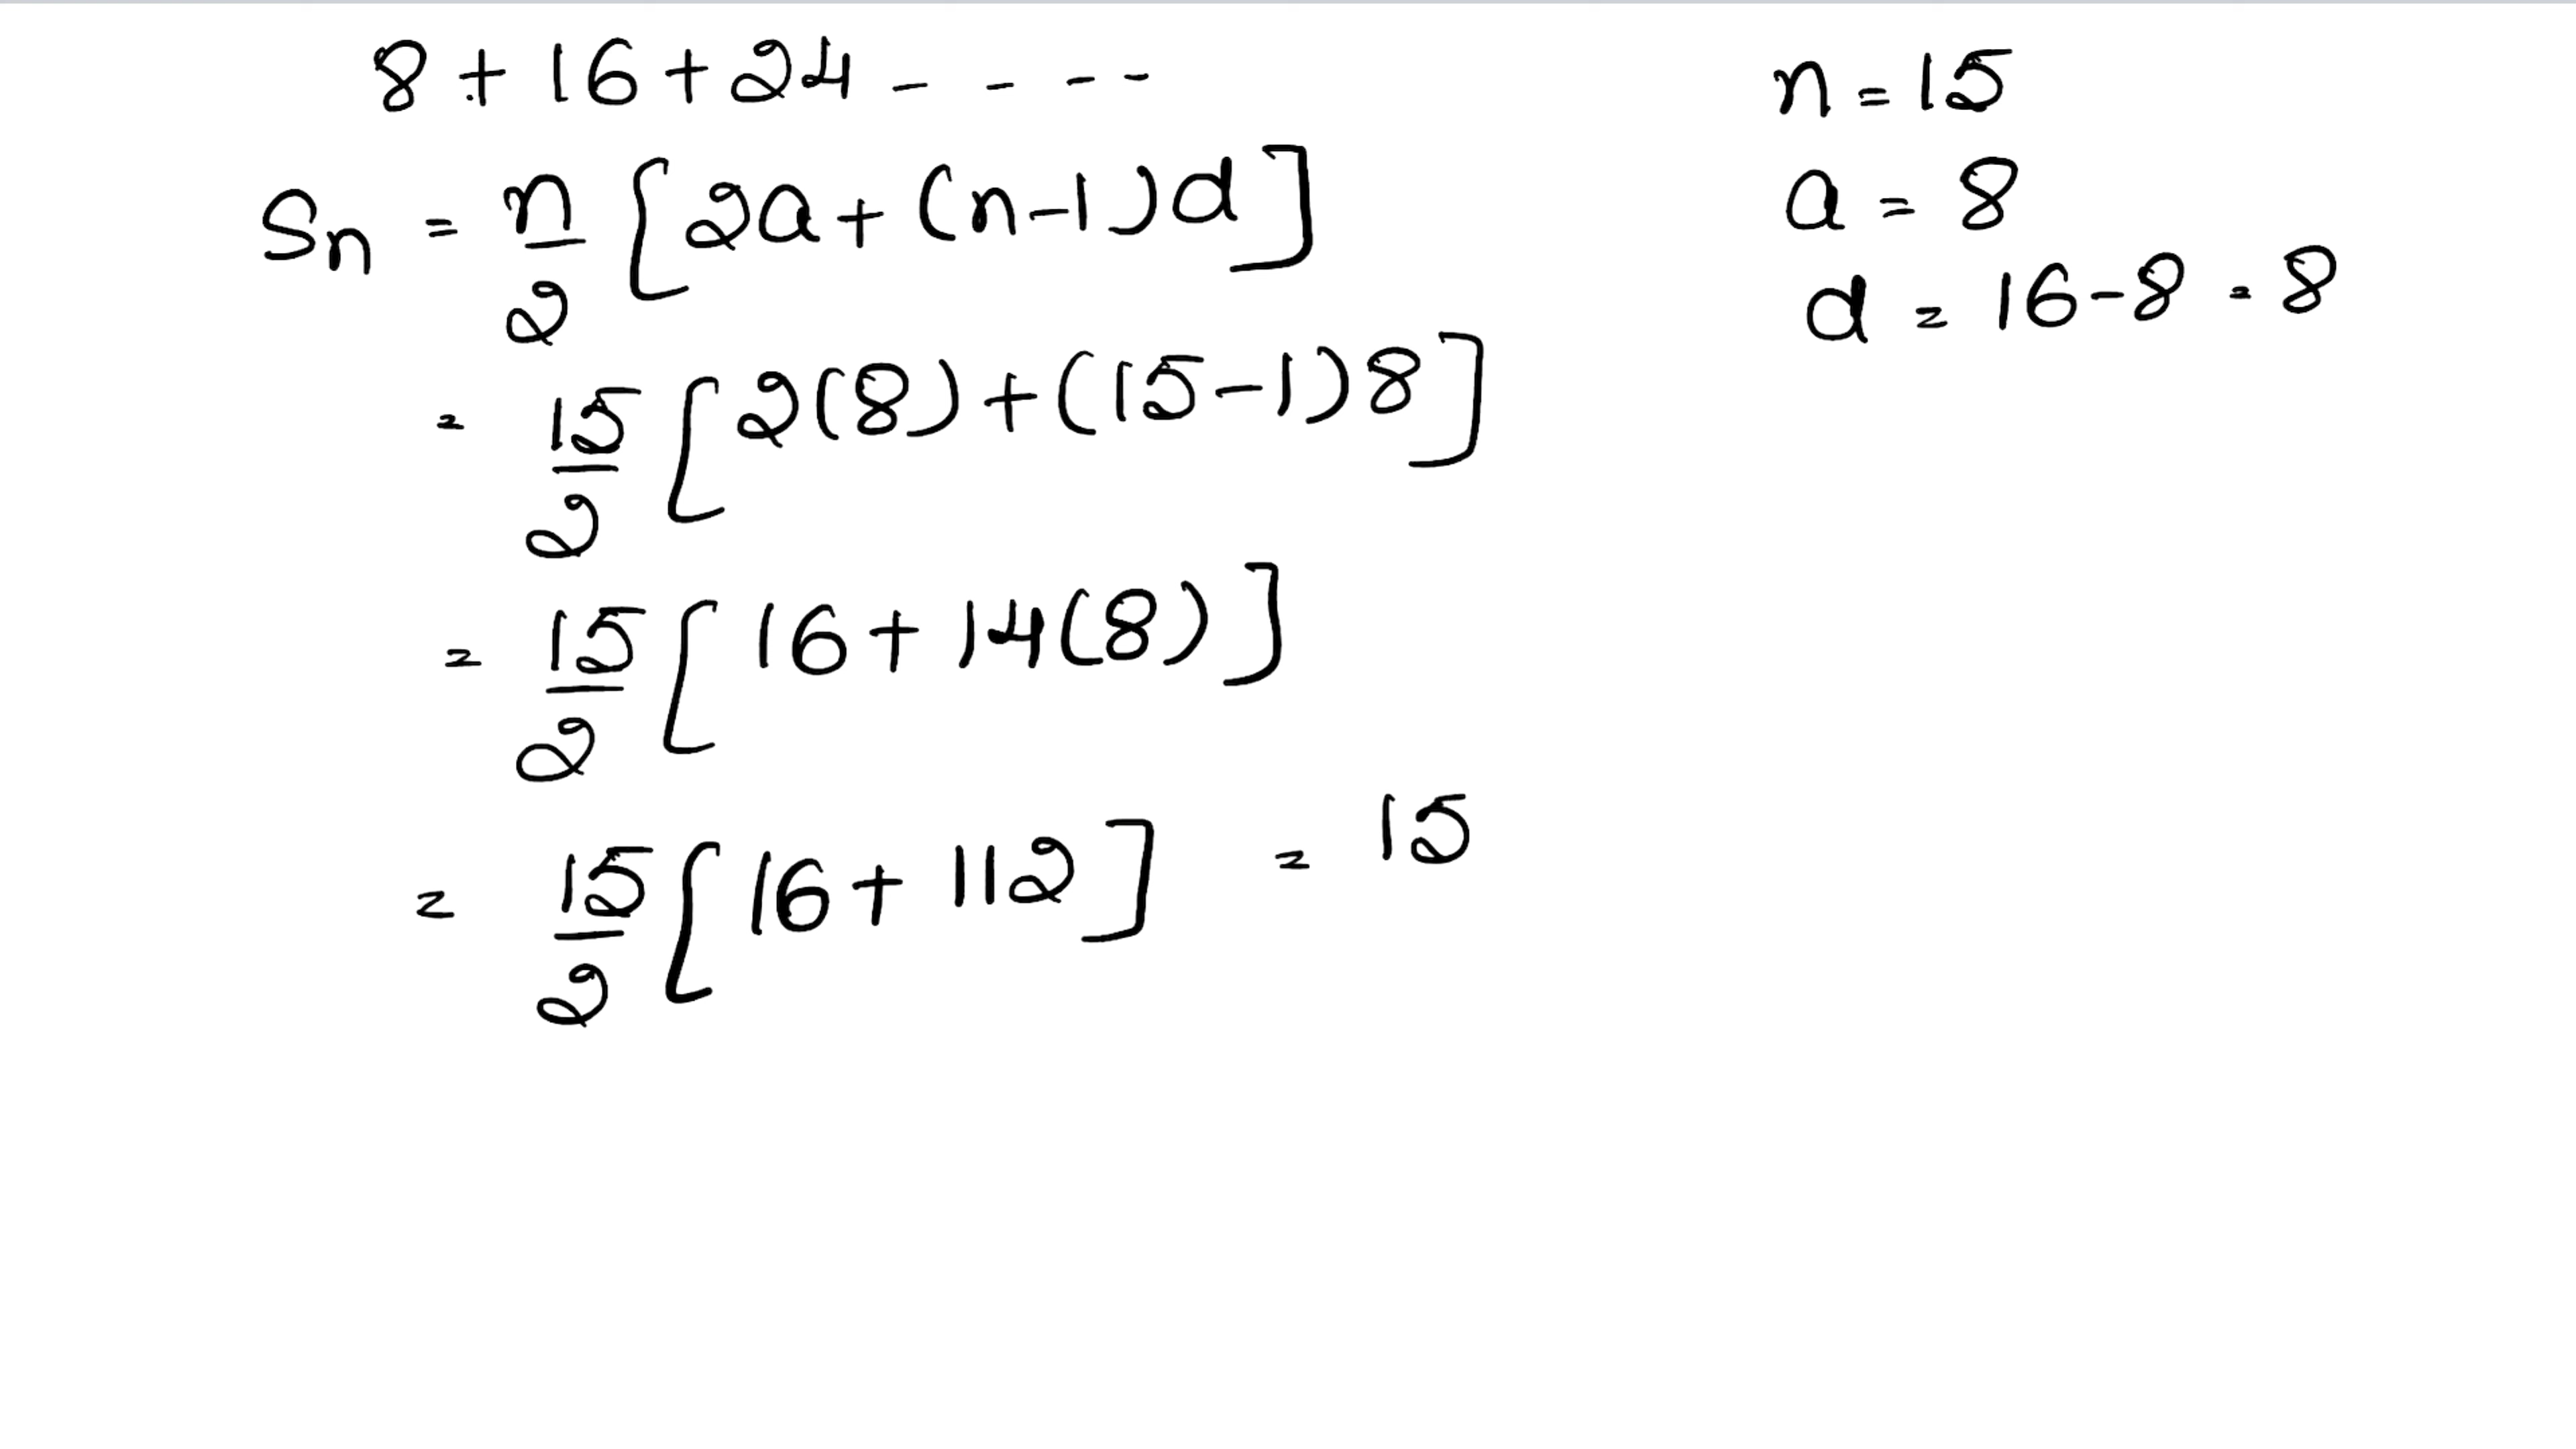 8 + 16 + 24 - - - -
n = 15
a = 8
d = 16 - 8 = 8
Sn = n/2 [2a + (n-1)d]
= 15/2 [2(8) + (15-1)8]
= 15/2 [16 + 14(8)]
= 15/2 [16 + 112] = 15